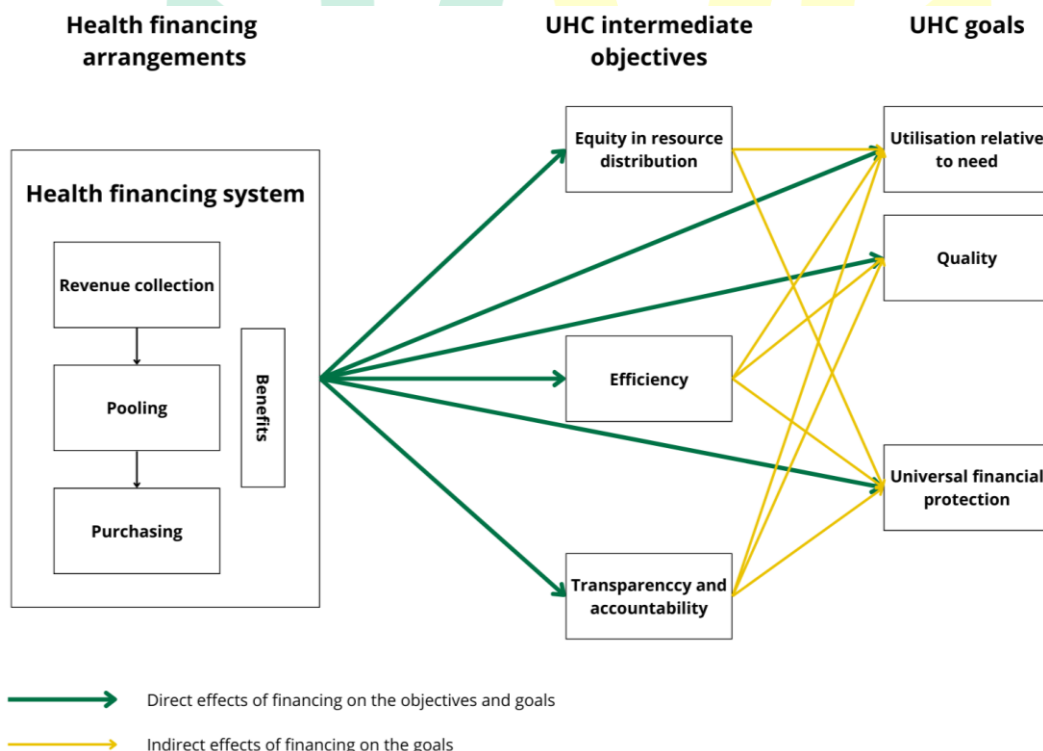 Health financing
arrangements
UHC intermediate
objectives
UHC goals
Health financing system
Revenue collection
Pooling
Purchasing
Benefits
Equity in resource
distribution
Efficiency
Transparenccy and
accountability
Utilisation relative
to need
Quality
Universal financial
protection
Direct effects of financing on the objectives and goals
Indirect effects of financing on the goals